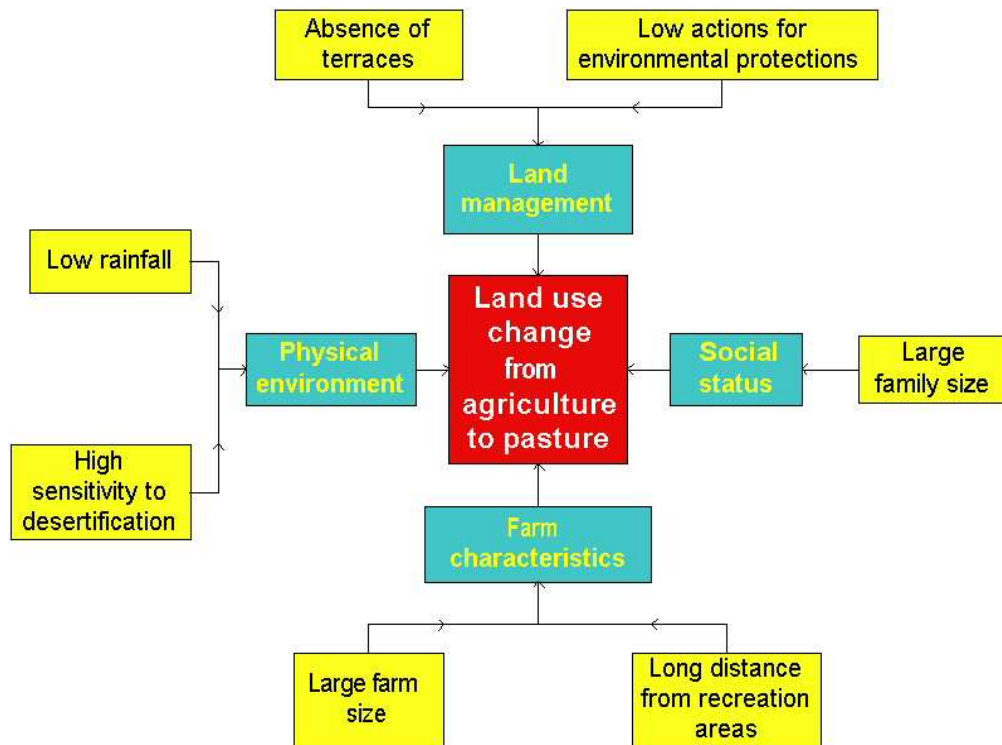 Absence of
terraces
Low actions for
environmental protections
Land
management
Low rainfall
Land use
change
from
agriculture
to pasture
Physical
environment
Social
status
Large
family size
High
sensitivity to
desertification
Farm
characteristics
Large farm
size
Long distance
from recreation
areas